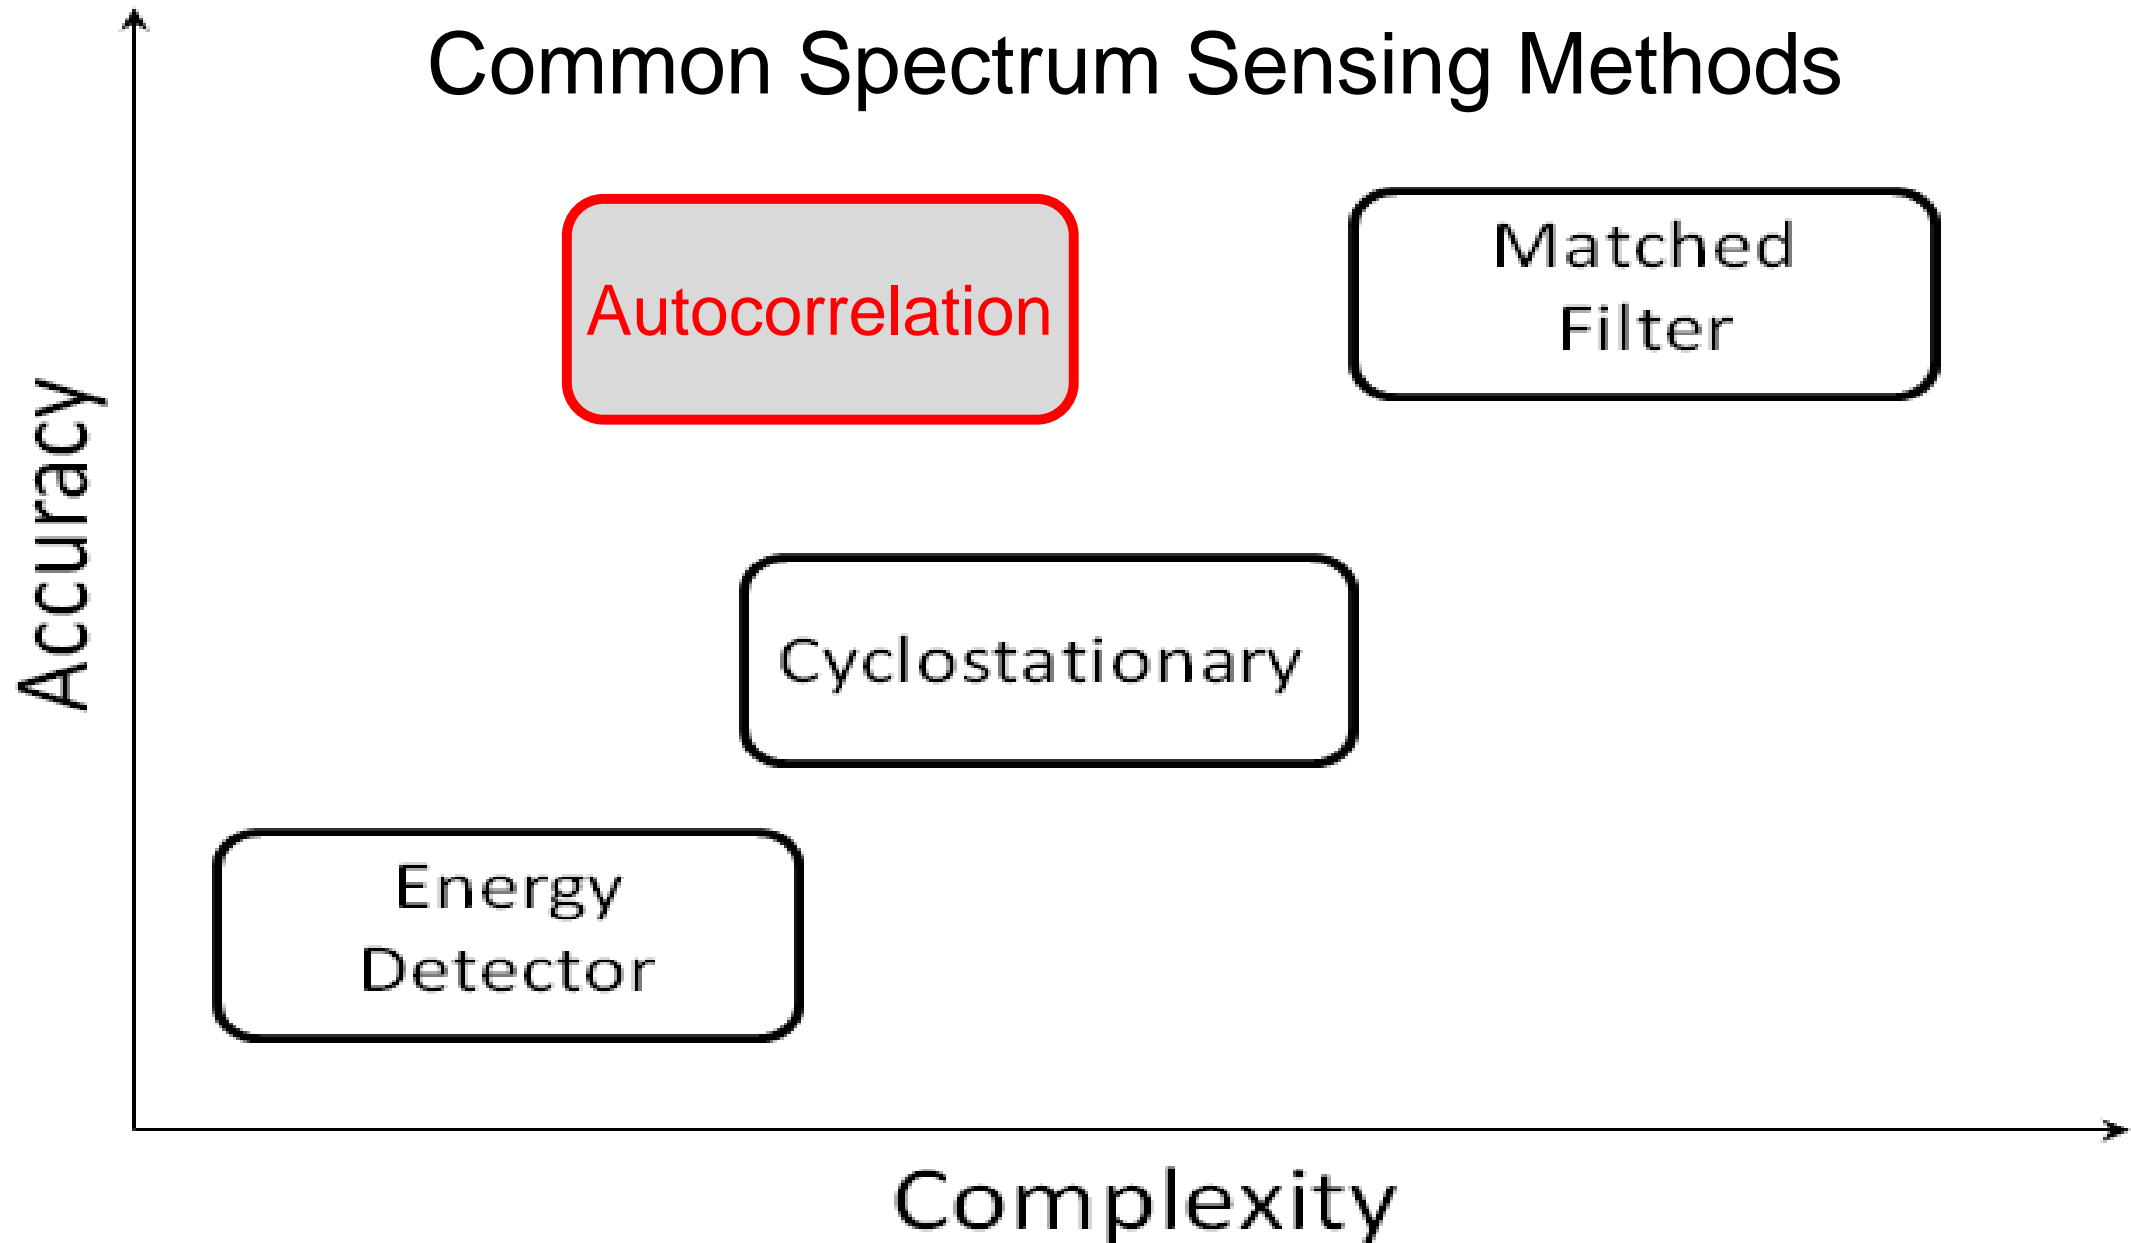 Common Spectrum Sensing Methods
Autocorrelation
Matched
Filter
Accuracy
Cyclostationary
Energy
Detector
Complexity